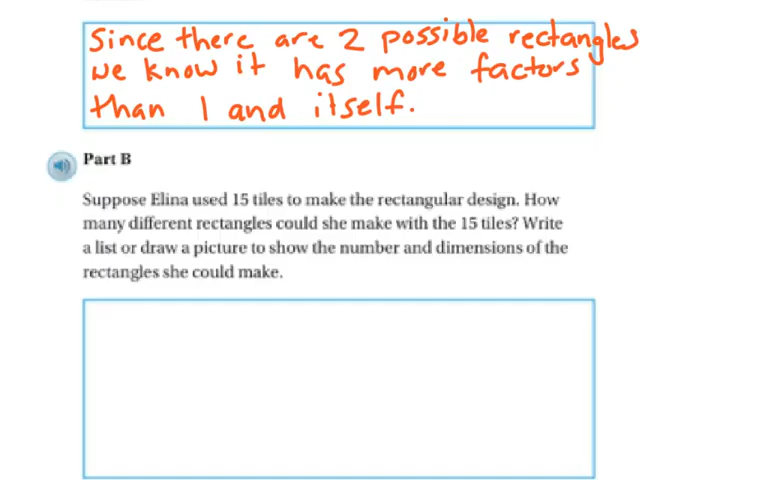 Since there are 2 possible rectangles
we know it has more factors
than 1 and itself.
Part B
Suppose Elina used 15 tiles to make the rectangular design. How
many different rectangles could she make with the 15 tiles? Write
a list or draw a picture to show the number and dimensions of the
rectangles she could make.